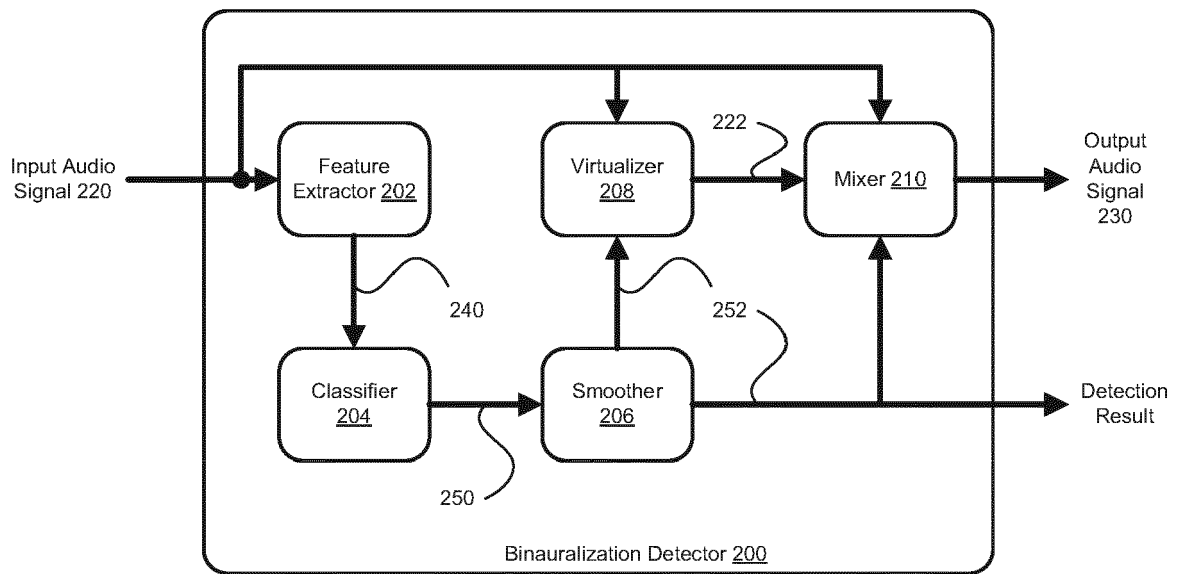 222
Input Audio
Signal 220
Feature
Extractor 202
Virtualizer
208
Mixer 210
Output
Audio
Signal
230
240
252
Classifier
204
Smoother
206
Detection
Result
250
Binauralization Detector 200